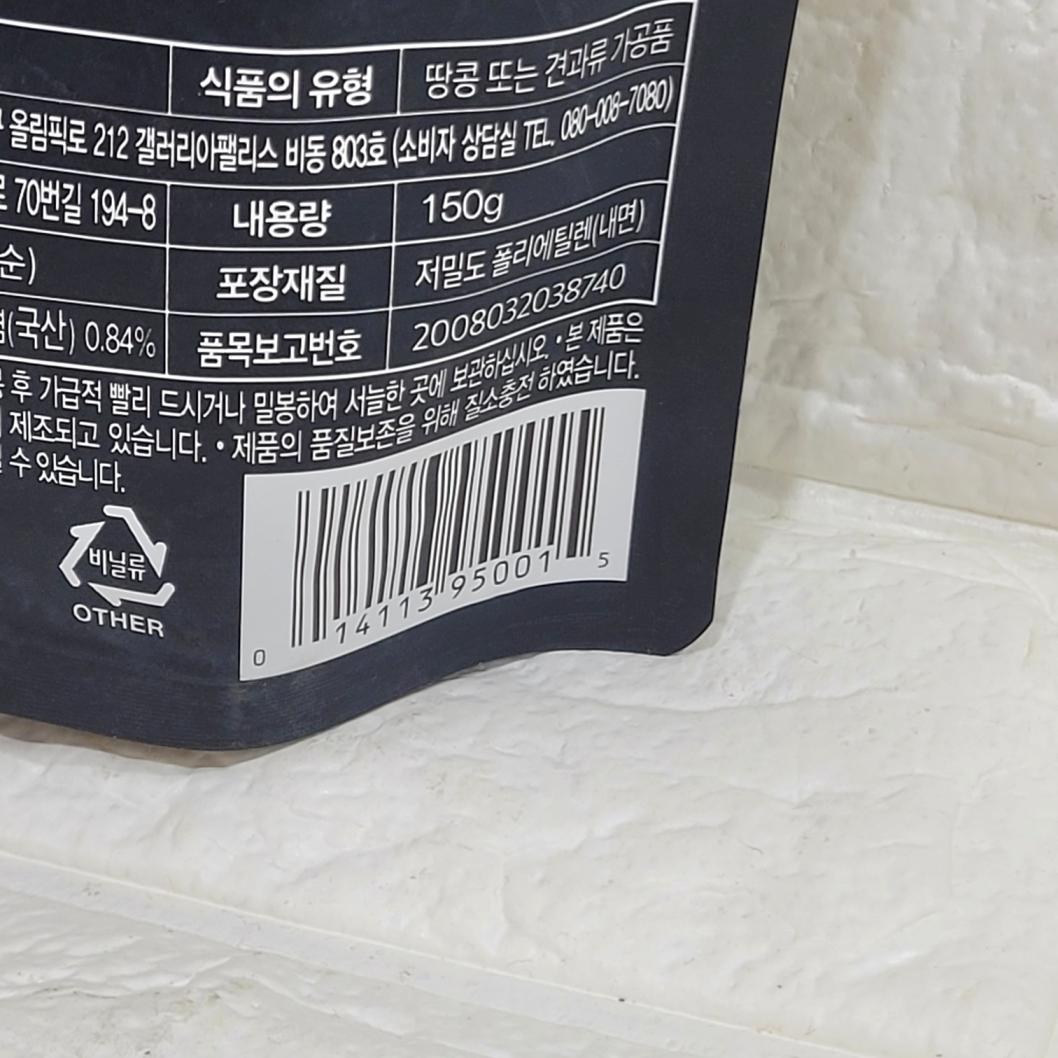 식품의 유형 땅콩 또는 견과류 가공품
올림픽로 212 갤러리아팰리스 비동 803호 (소비자 상담실 TEL. 080-008-7080)
70번길 194-8 내용량 150g
순) 포장재질 저밀도 폴리에틸렌(내면)
(국산) 0.84% 품목보고번호 2008032038740
후 가급적 빨리 드시거나 밀봉하여 서늘한 곳에 보관하십시오. • 본 제품은
제조되고 있습니다. • 제품의 품질보존을 위해 질소충전 하였습니다.
수 있습니다.
비닐류
OTHER
0 14113 95001 5